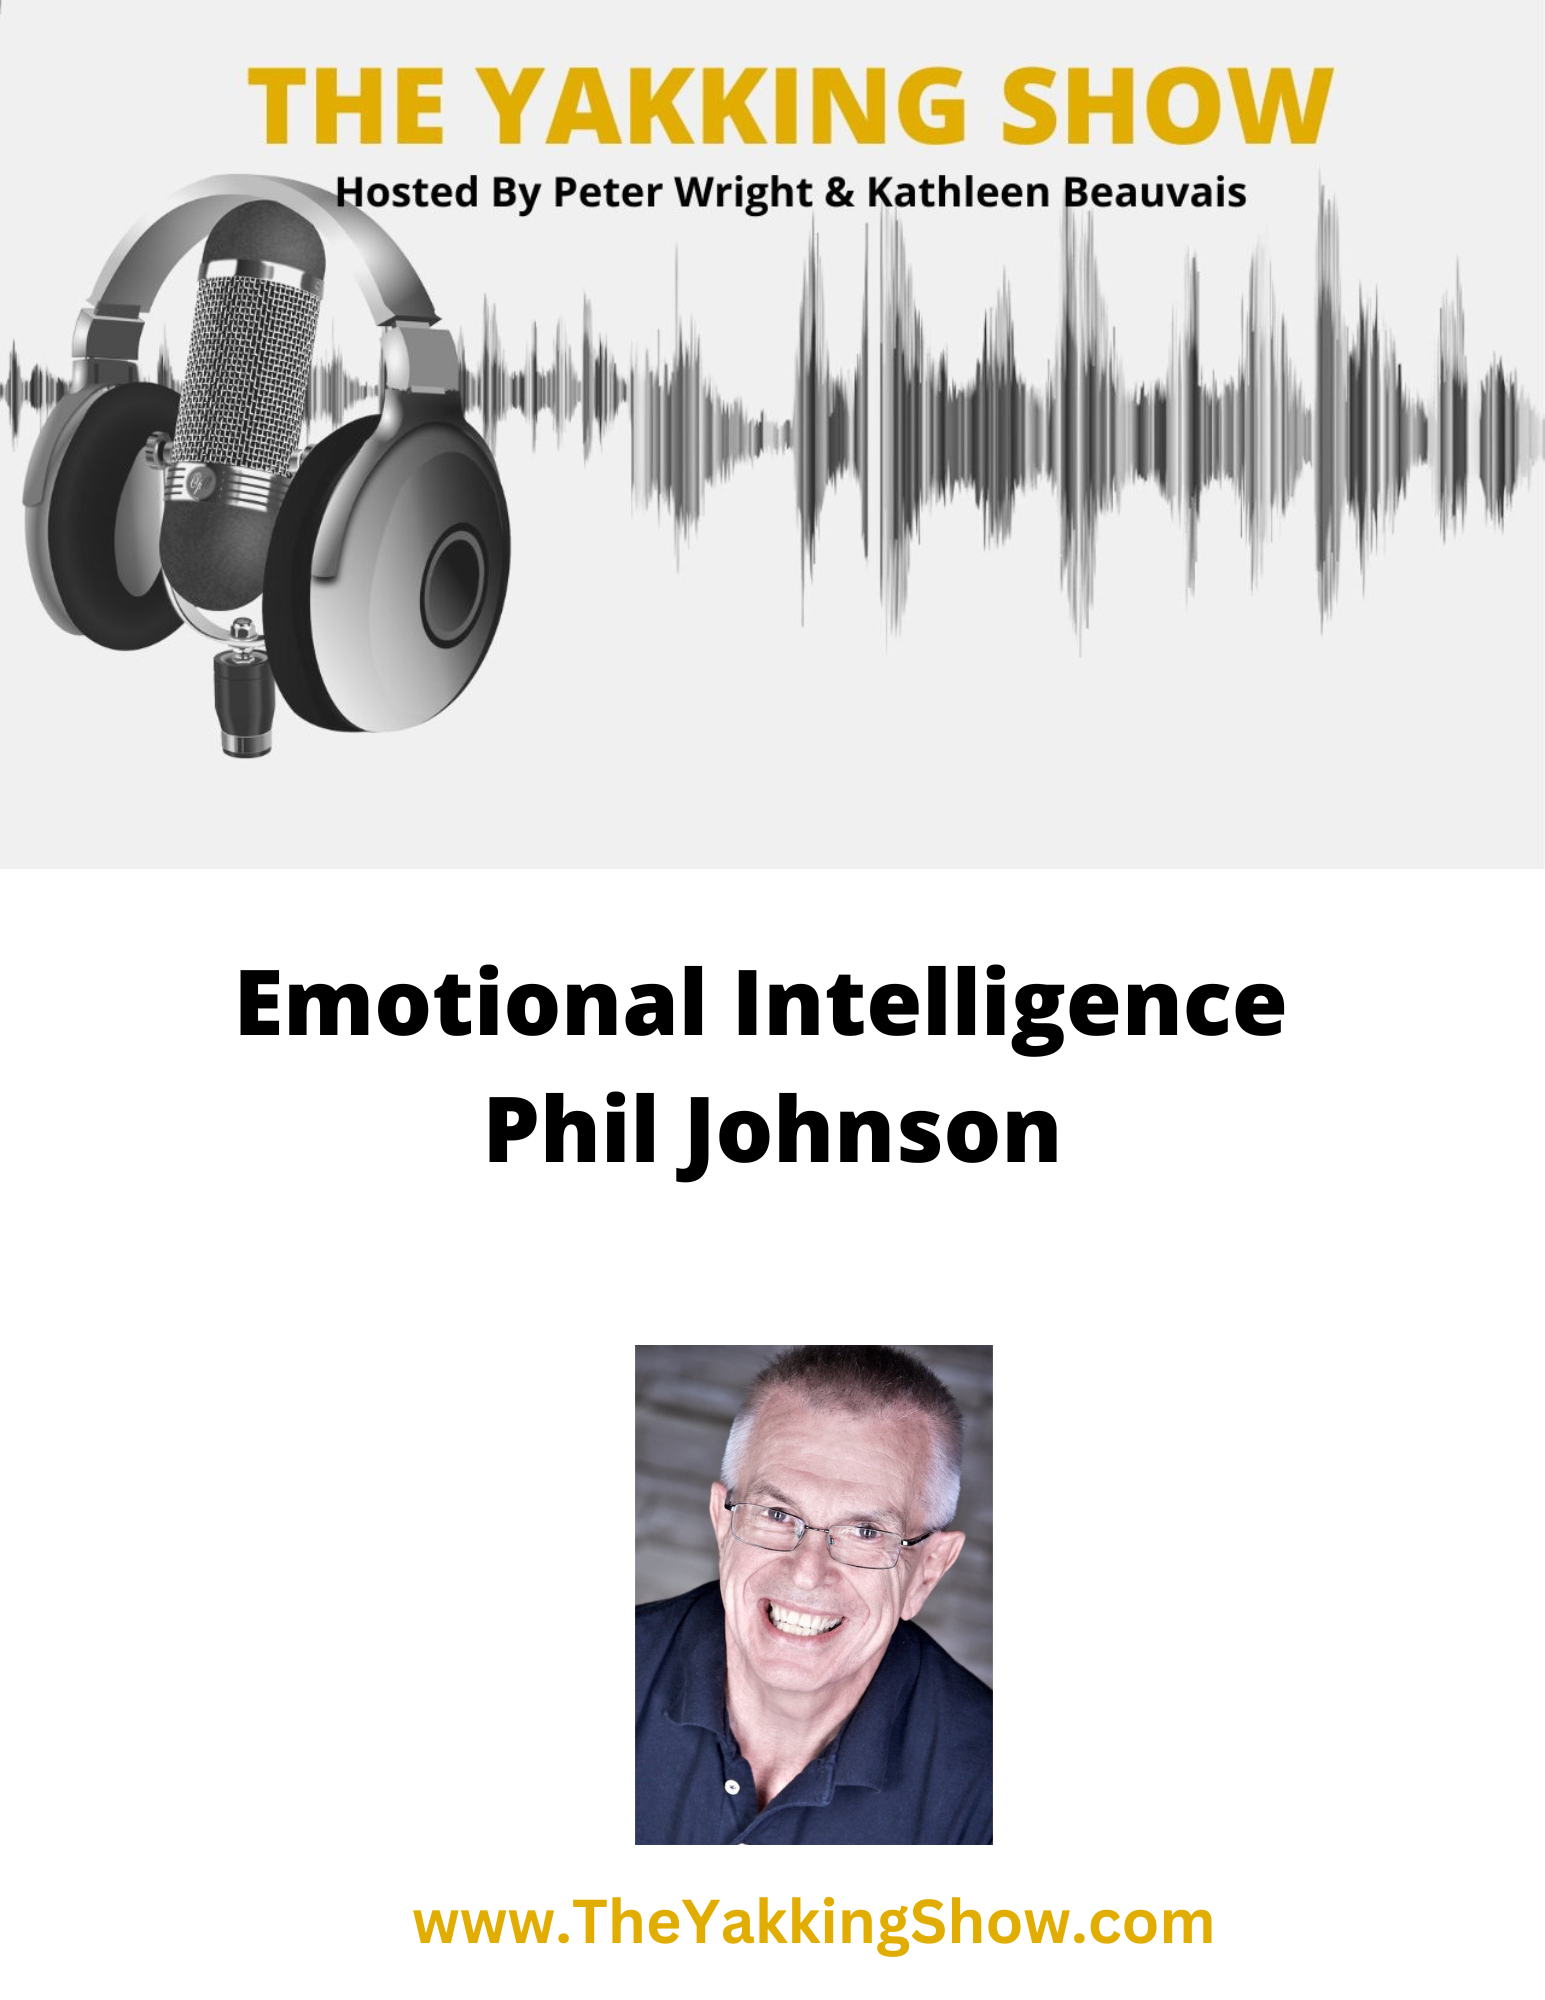 THE YAKKING SHOW
Hosted By Peter Wright & Kathleen Beauvais
Emotional Intelligence
Phil Johnson
www.TheYakkingShow.com